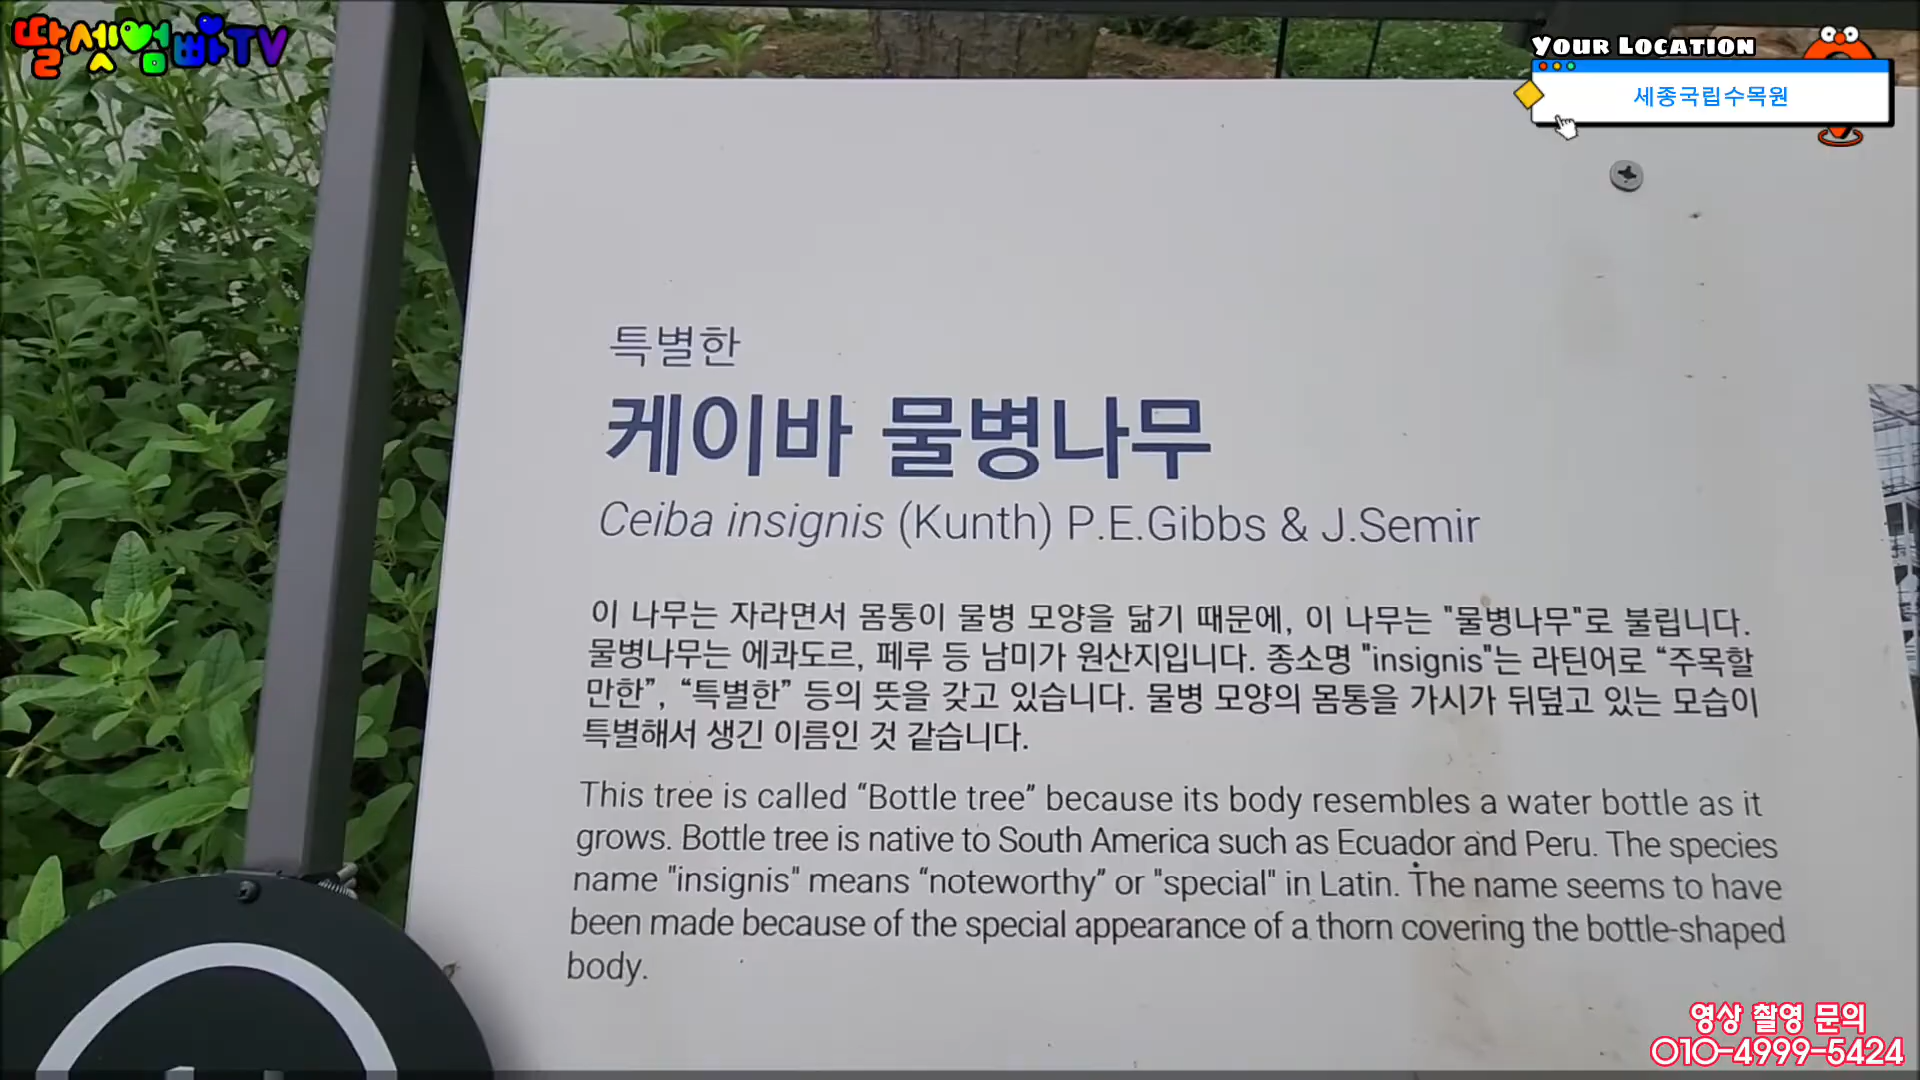 딸셋엄빠TV
Your Location
세종국립수목원
특별한
케이바 물병나무
Ceiba insignis (Kunth) P.E.Gibbs & J.Semir
이 나무는 자라면서 몸통이 물병 모양을 닮기 때문에, 이 나무는 "물병나무"로 불립니다.
물병나무는 에콰도르, 페루 등 남미가 원산지입니다. 종소명 "insignis"는 라틴어로 “주목할
만한”, “특별한” 등의 뜻을 갖고 있습니다. 물병 모양의 몸통을 가시가 뒤덮고 있는 모습이
특별해서 생긴 이름인 것 같습니다.
This tree is called “Bottle tree” because its body resembles a water bottle as it
grows. Bottle tree is native to South America such as Ecuador and Peru. The species
name "insignis" means “noteworthy” or "special" in Latin. The name seems to have
been made because of the special appearance of a thorn covering the bottle-shaped
body.
영상 촬영 문의
010-4999-5424